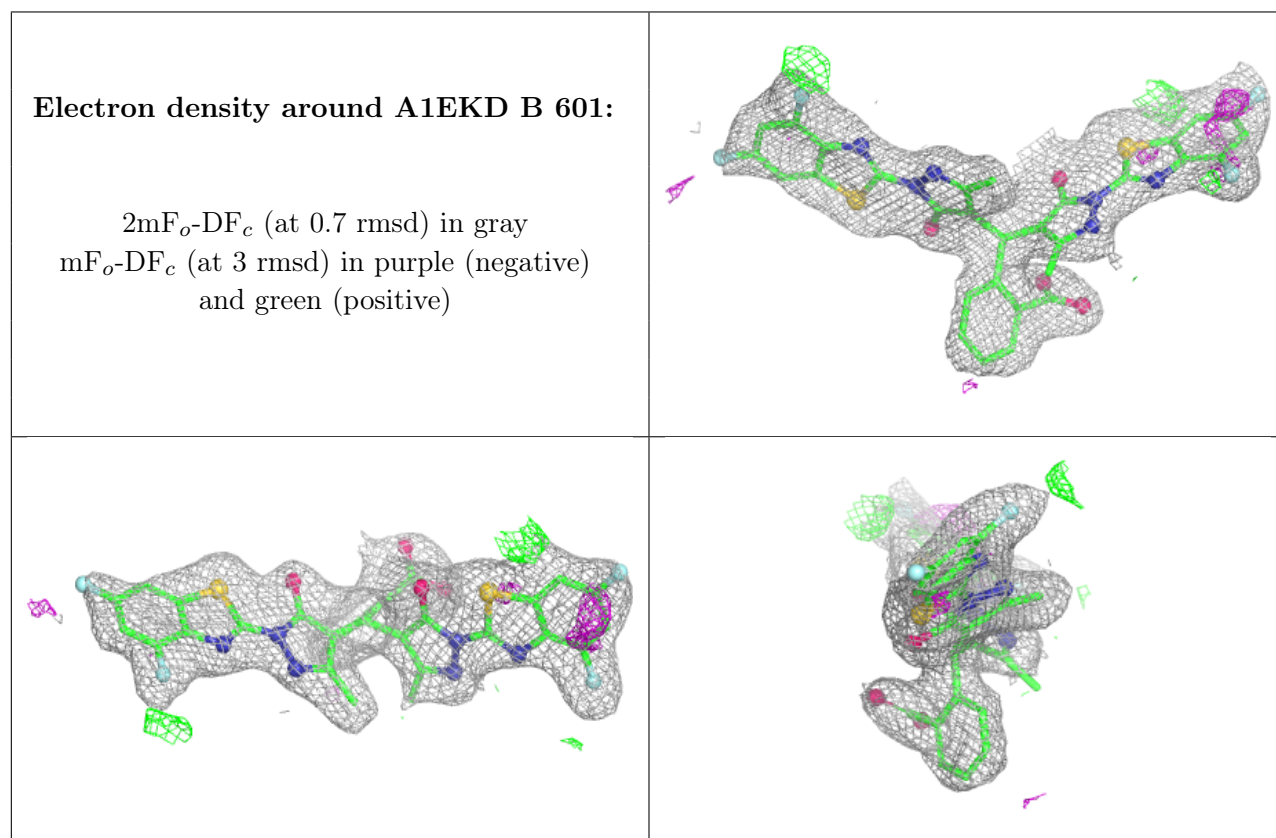 Electron density around A1EKD B 601:
2mFo-DFc (at 0.7 rmsd) in gray
mFo-DFc (at 3 rmsd) in purple (negative)
and green (positive)